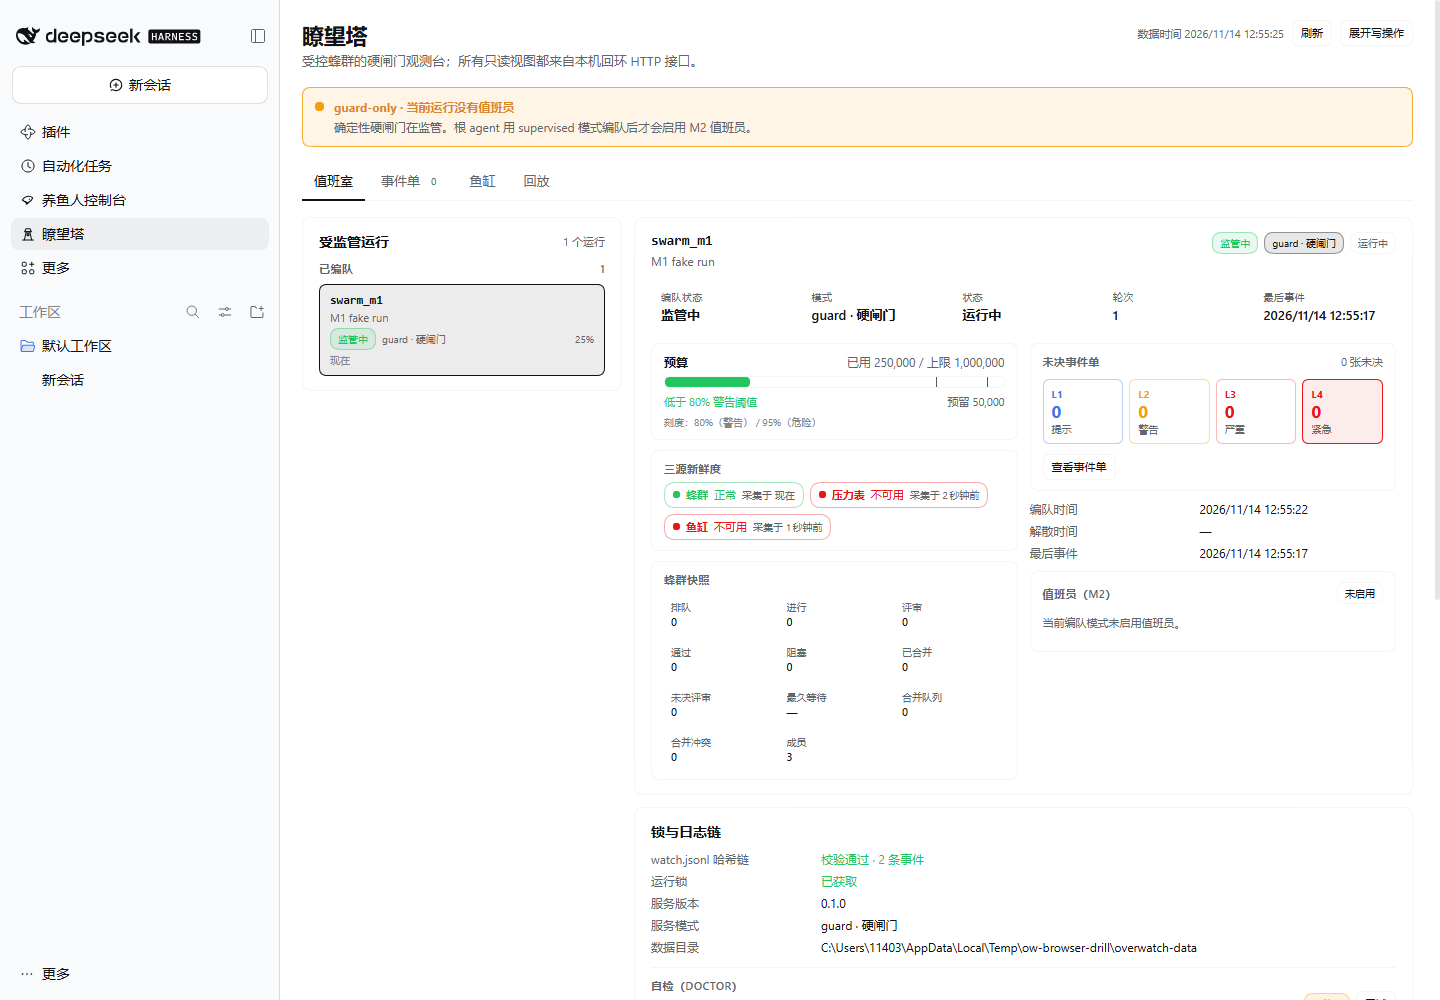 deepseek HARNESS
新会话
插件
自动化任务
养鱼人控制台
瞭望塔
更多
工作区
默认工作区
新会话
更多
瞭望塔
受控蜂群的硬闸门观测台；所有只读视图都来自本机回环 HTTP 接口。
数据时间 2026/11/14 12:55:25
刷新
展开写操作
guard-only · 当前运行没有值班员
确定性硬闸门在监管。根 agent 用 supervised 模式编队后才会启用 M2 值班员。
值班室
事件单 0
鱼缸
回放
受监管运行
1 个运行
已编队
1
swarm_m1
M1 fake run
监管中 guard · 硬闸门
25%
现在
swarm_m1
M1 fake run
监管中
guard · 硬闸门
运行中
编队状态
监管中
模式
guard · 硬闸门
状态
运行中
轮次
1
最后事件
2026/11/14 12:55:17
预算
已用 250,000 / 上限 1,000,000
低于 80% 警告阈值
预留 50,000
刻度：80%（警告） / 95%（危险）
三源新鲜度
蜂群 正常 采集于 现在
压力表 不可用 采集于 2 秒钟前
鱼缸 不可用 采集于 1 秒钟前
蜂群快照
排队
0
进行
0
评审
0
通过
0
阻塞
0
已合并
0
未决评审
0
最久等待
—
合并队列
0
合并冲突
0
成员
3
未决事件单
0 张未决
L1
0
提示
L2
0
警告
L3
0
严重
L4
0
紧急
查看事件单
编队时间 2026/11/14 12:55:22
解散时间 —
最后事件 2026/11/14 12:55:17
值班员（M2）
未启用
当前编队模式未启用值班员。
锁与日志链
watch.jsonl 哈希链 校验通过 · 2 条事件
运行锁 已获取
服务版本 0.1.0
服务模式 guard · 硬闸门
数据目录 C:\Users\11403\AppData\Local\Temp\ow-browser-drill\overwatch-data
自检（DOCTOR）